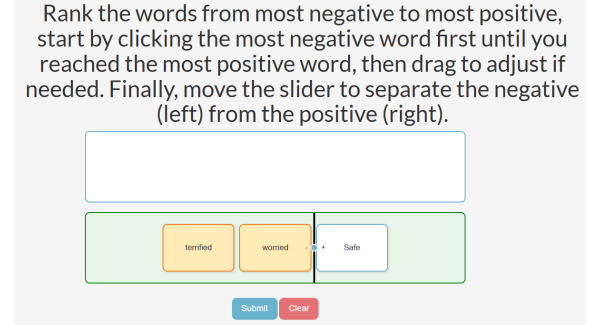 Rank the words from most negative to most positive,
start by clicking the most negative word first until you
reached the most positive word, then drag to adjust if
needed. Finally, move the slider to separate the negative
(left) from the positive (right).
terrified worried - + Safe
Submit Clear